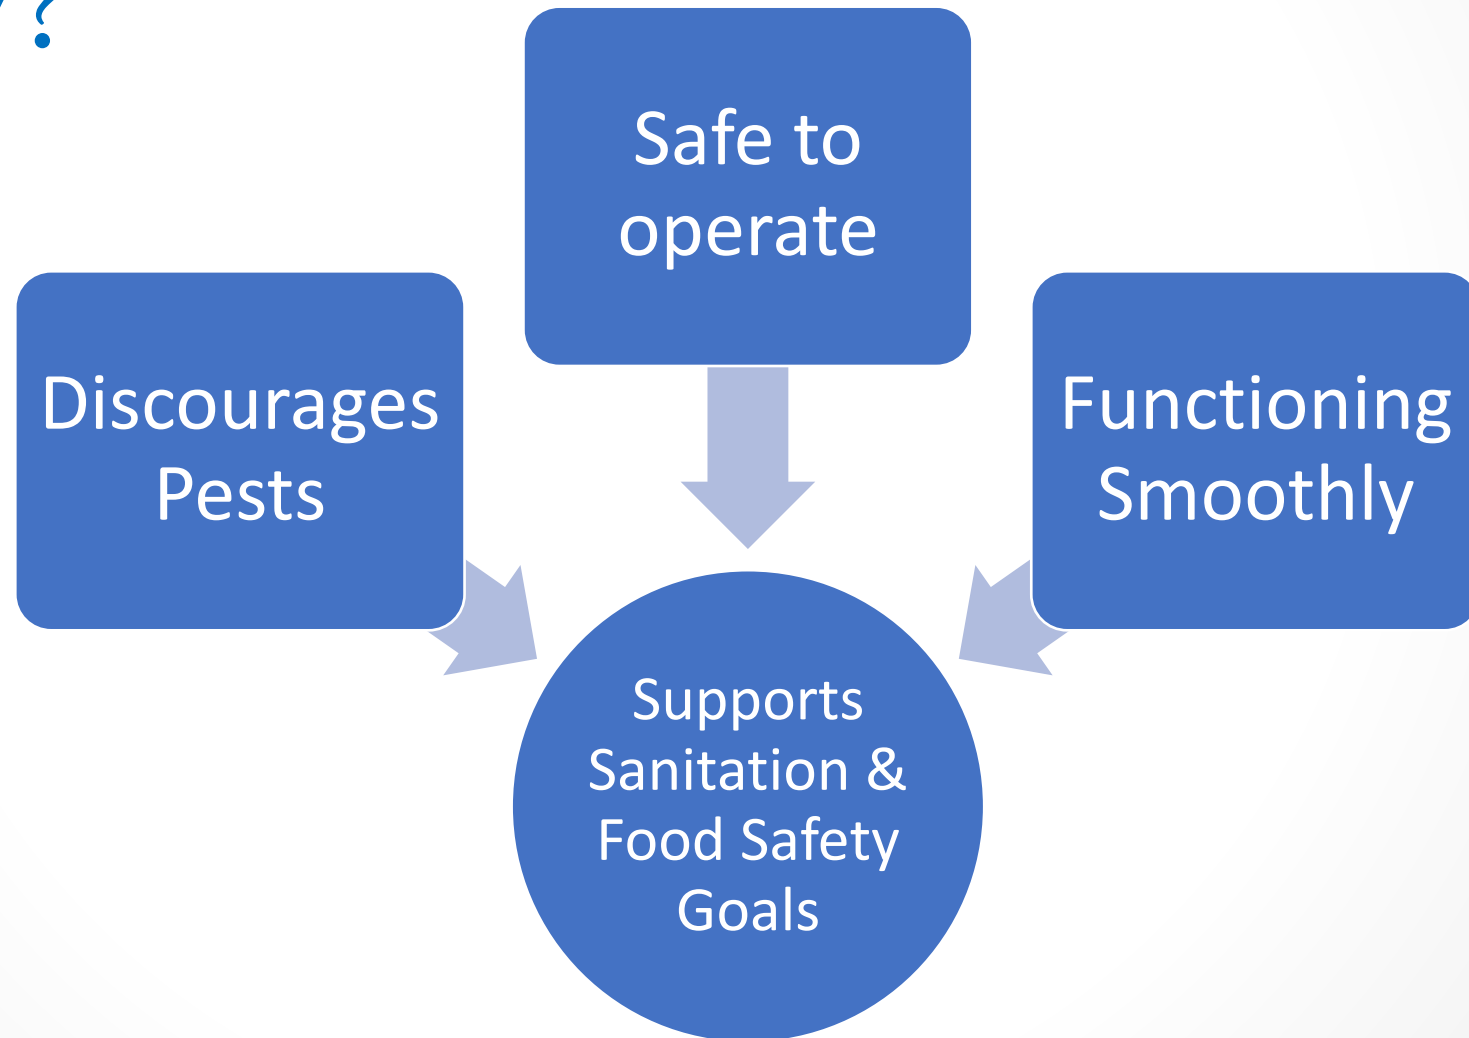 ?
Safe to
operate
Discourages
Pests
Functioning
Smoothly
Supports
Sanitation &
Food Safety
Goals